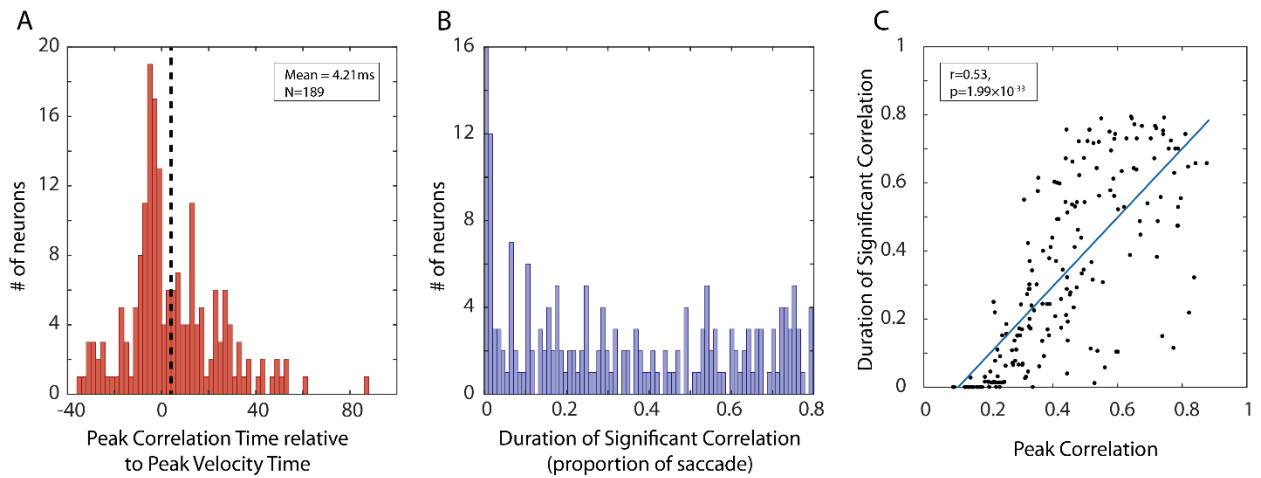 A
20
16
12
8
4
0
-40
0
40
80
# of neurons
Mean = 4.21ms
N=189
Peak Correlation Time relative
to Peak Velocity Time
B
16
12
8
4
0
0
0.2
0.4
0.6
0.8
# of neurons
Duration of Significant Correlation
(proportion of saccade)
C
1
0.8
0.6
0.4
0.2
0
0
0.2
0.4
0.6
0.8
1
Duration of Significant Correlation
r=0.53,
p=1.99×10⁻³³
Peak Correlation